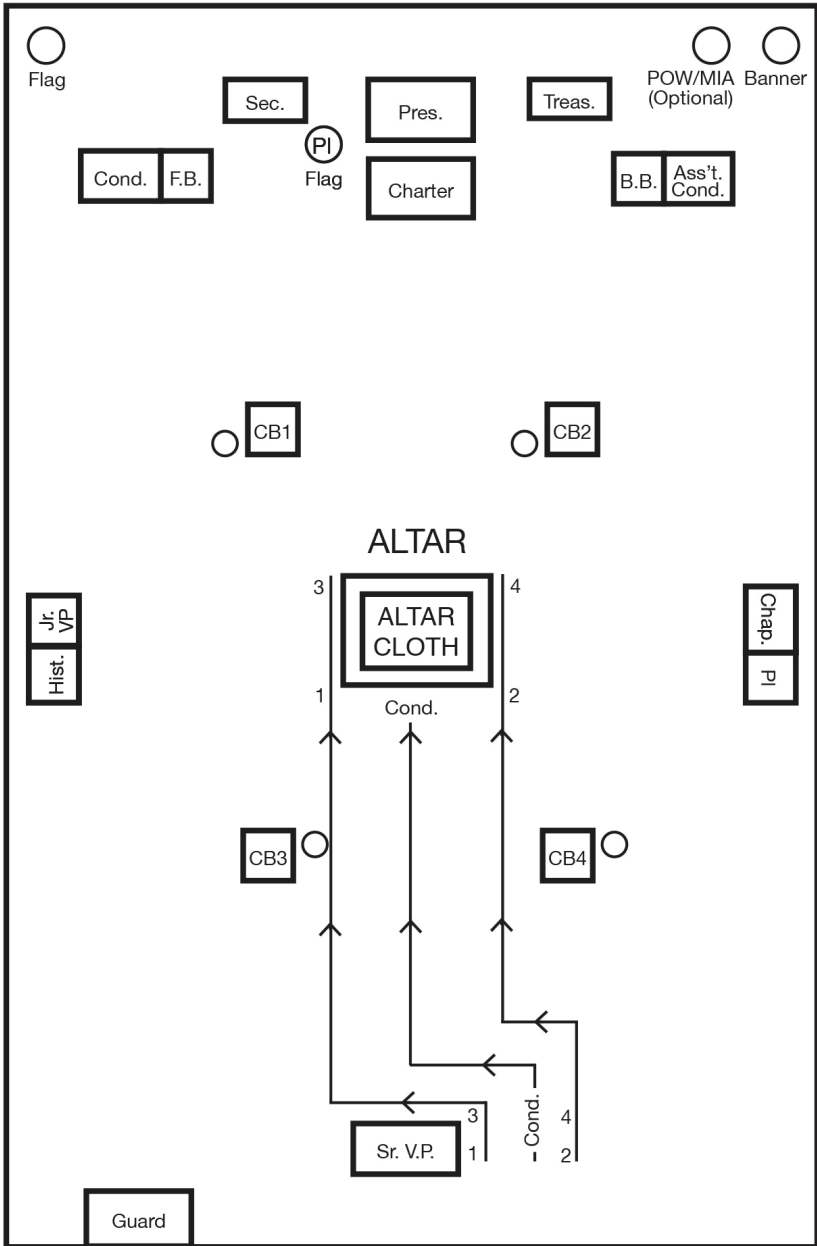 Flag
POW/MIA
(Optional)
Banner
Sec.
Pres.
Treas.
PI
Flag
Cond.
F.B.
Charter
B.B.
Ass't.
Cond.
CB1
CB2
ALTAR
3
4
ALTAR
CLOTH
Jr.
VP
Hist.
Chap.
PI
1
2
Cond.
CB3
CB4
3
4
Cond.
Sr. V.P.
1
2
Guard